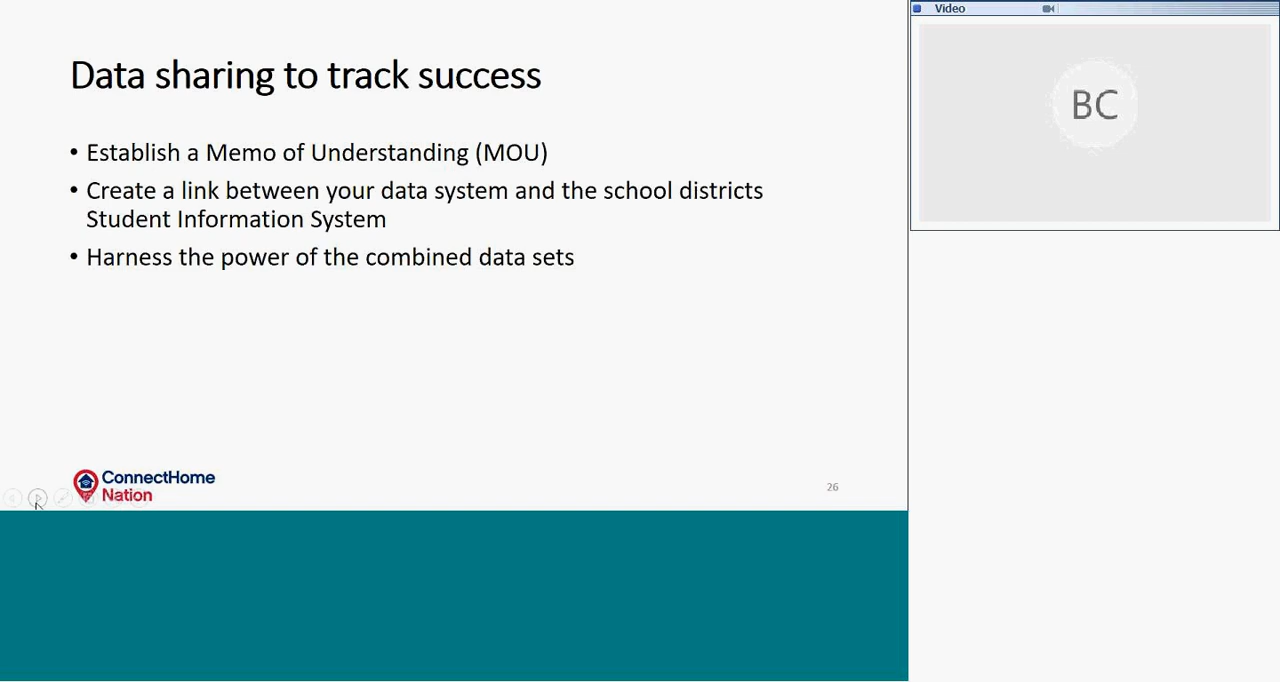 Data sharing to track success
• Establish a Memo of Understanding (MOU)
• Create a link between your data system and the school districts
Student Information System
• Harness the power of the combined data sets
ConnectHome
Nation
26
Video
BC